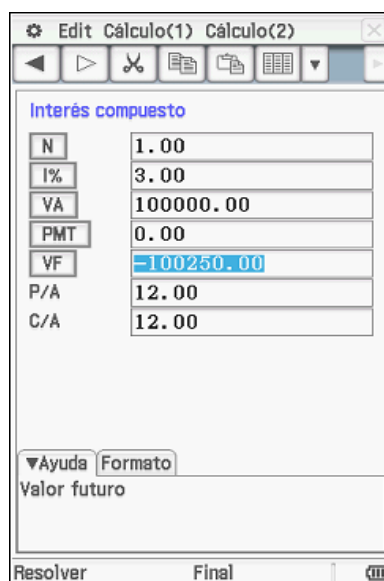 Edit Cálculo(1) Cálculo(2)
Interés compuesto
N 1.00
I% 3.00
VA 100000.00
PMT 0.00
VF -100250.00
P/A 12.00
C/A 12.00
▼Ayuda Formato
Valor futuro
Resolver Final